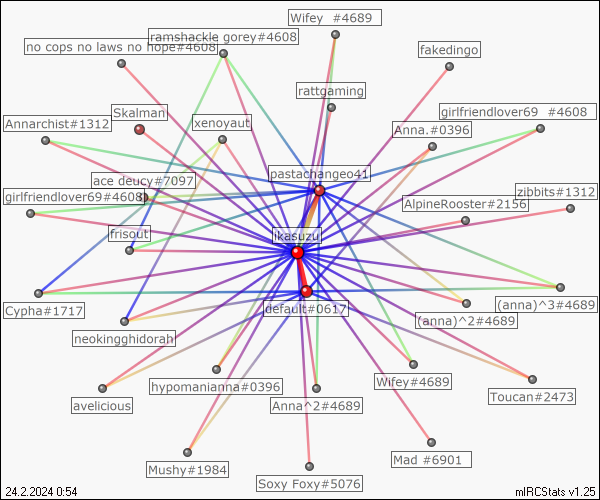 Wifey  #4689
no cops no laws no hope#4608
ramshackle gorey#4608
fakedingo
rattgaming
Skalman
girlfriendlover69  #4608
Annarchist#1312
xenoyaut
Anna.#0396
pastachangeo41
ace deucy#7097
girlfriendlover69#4608
zibbits#1312
AlpineRooster#2156
frisout
ikasuzu
Cypha#1717
default#0617
(anna)^3#4689
(anna)^2#4689
neokingghidorah
hypomanianna#0396
Wifey#4689
Toucan#2473
avelicious
Anna^2#4689
Mushy#1984
Mad #6901
Soxy Foxy#5076
24.2.2024 0:54
mIRCStats v1.25